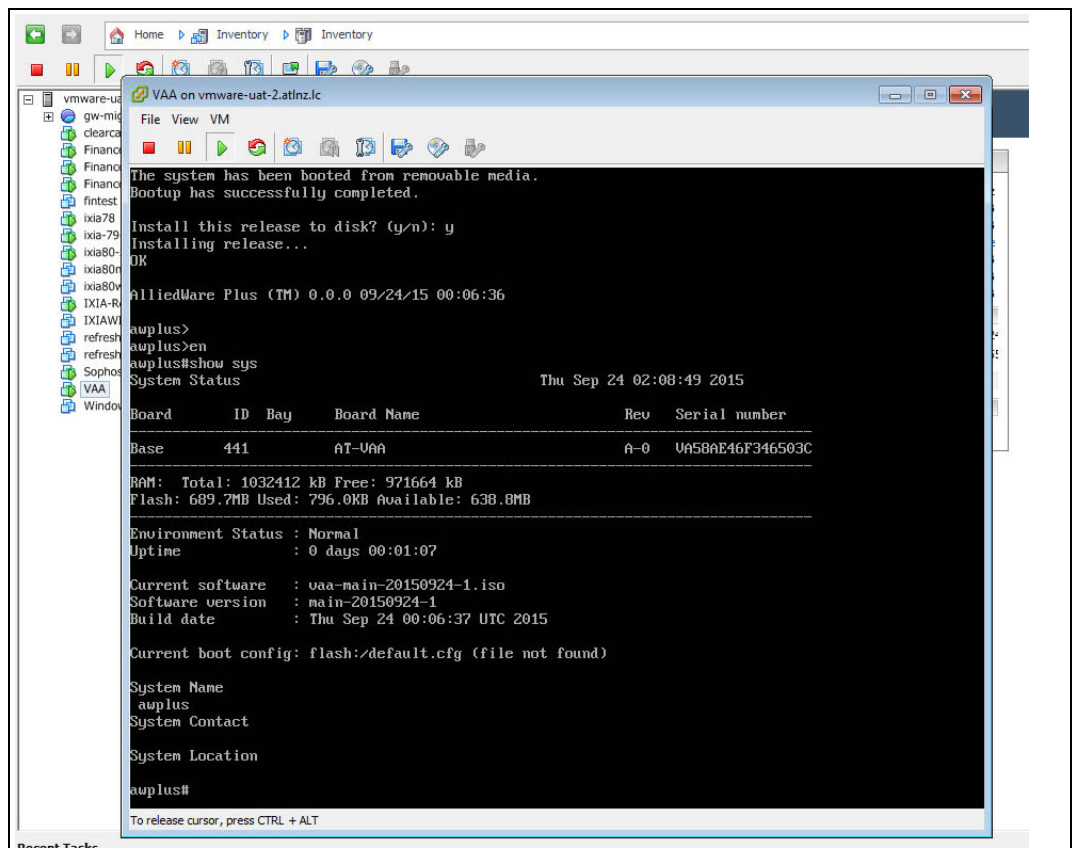 Home Inventory Inventory
vmware-ua
gw-mig
clearca
Financ
Financ
Financ
fintest
ixia78
ixia-79
ixia80-
ixia80n
ixia80w
IXIA-R
IXIAWI
refresh
refresh
Sophos
VAA
Window
VAA on vmware-uat-2.atlnz.lc
File View VM
The system has been booted from removable media.
Bootup has successfully completed.
Install this release to disk? (y/n): y
Installing release...
OK
AlliedWare Plus (TM) 0.0.0 09/24/15 00:06:36
awplus>
awplus>en
awplus#show sys
System Status Thu Sep 24 02:08:49 2015
Board ID Bay Board Name Rev Serial number
Base 441 AT-VAA A-0 VA58AE46F346503C
RAM: Total: 1032412 kB Free: 971664 kB
Flash: 689.7MB Used: 796.0KB Available: 638.8MB
Environment Status : Normal
Uptime : 0 days 00:01:07
Current software : vaa-main-20150924-1.iso
Software version : main-20150924-1
Build date : Thu Sep 24 00:06:37 UTC 2015
Current boot config: flash:/default.cfg (file not found)
System Name
awplus
System Contact
System Location
awplus#
To release cursor, press CTRL + ALT
Recent Tasks